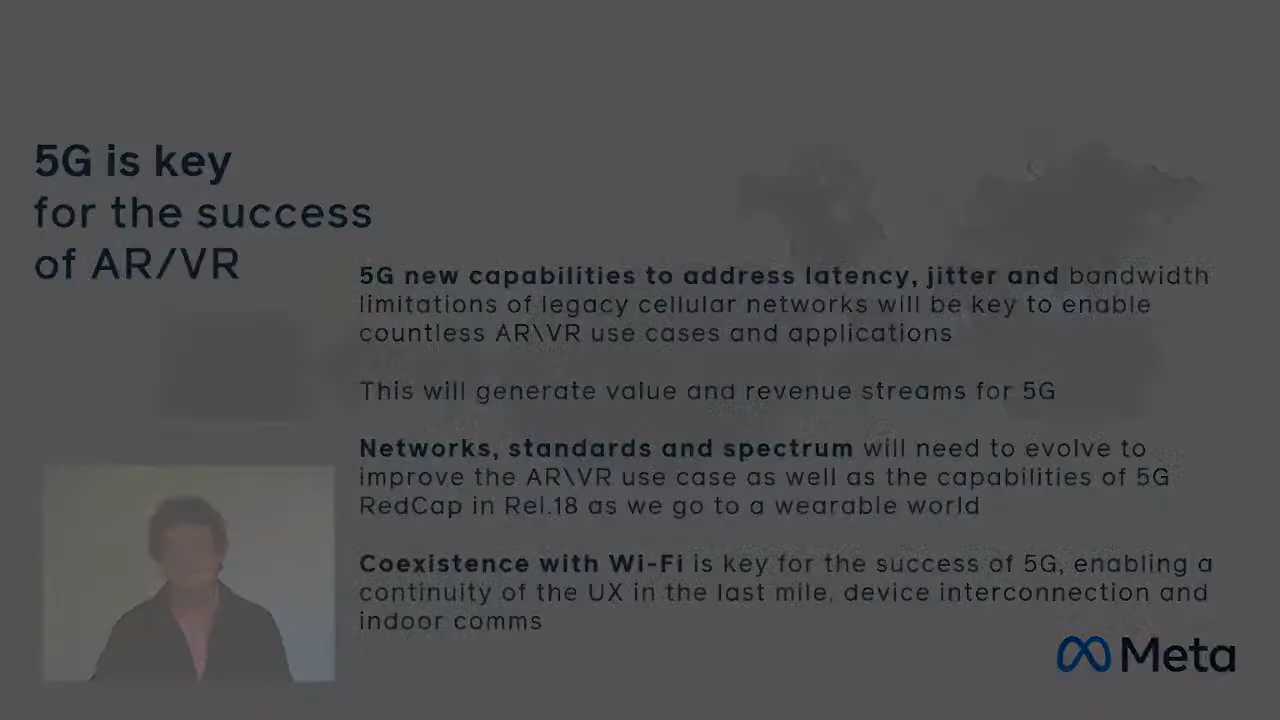 5G is key
for the success
of AR/VR
5G new capabilities to address latency, jitter and bandwidth
limitations of legacy cellular networks will be key to enable
countless AR\VR use cases and applications
This will generate value and revenue streams for 5G
Networks, standards and spectrum will need to evolve to
improve the AR\VR use case as well as the capabilities of 5G
RedCap in Rel.18 as we go to a wearable world
Coexistence with Wi-Fi is key for the success of 5G, enabling a
continuity of the UX in the last mile, device interconnection and
indoor comms
Meta